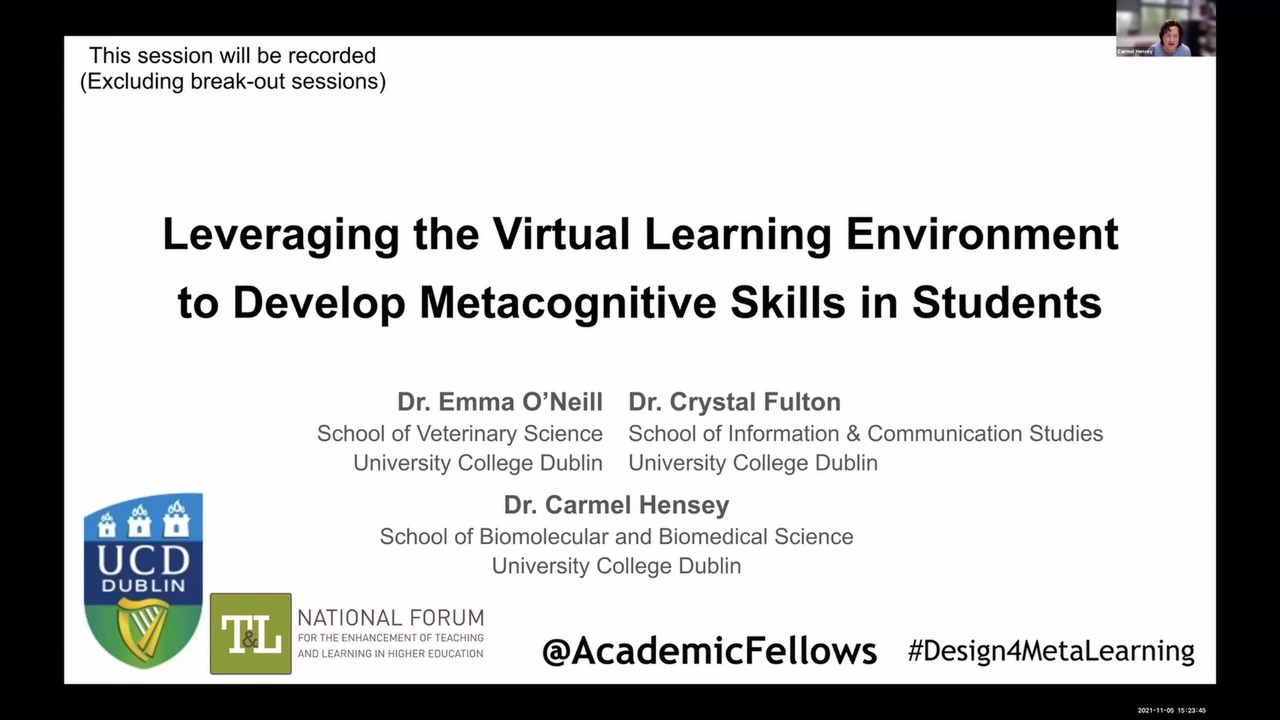 This session will be recorded
(Excluding break-out sessions)
Carmel Hensey
Leveraging the Virtual Learning Environment
to Develop Metacognitive Skills in Students
Dr. Emma O'Neill
School of Veterinary Science
University College Dublin
Dr. Crystal Fulton
School of Information & Communication Studies
University College Dublin
Dr. Carmel Hensey
School of Biomolecular and Biomedical Science
University College Dublin
UCD
DUBLIN
T&L
NATIONAL FORUM
FOR THE ENHANCEMENT OF TEACHING
AND LEARNING IN HIGHER EDUCATION
@AcademicFellows
#Design4MetaLearning
2021-11-05 15:23:45